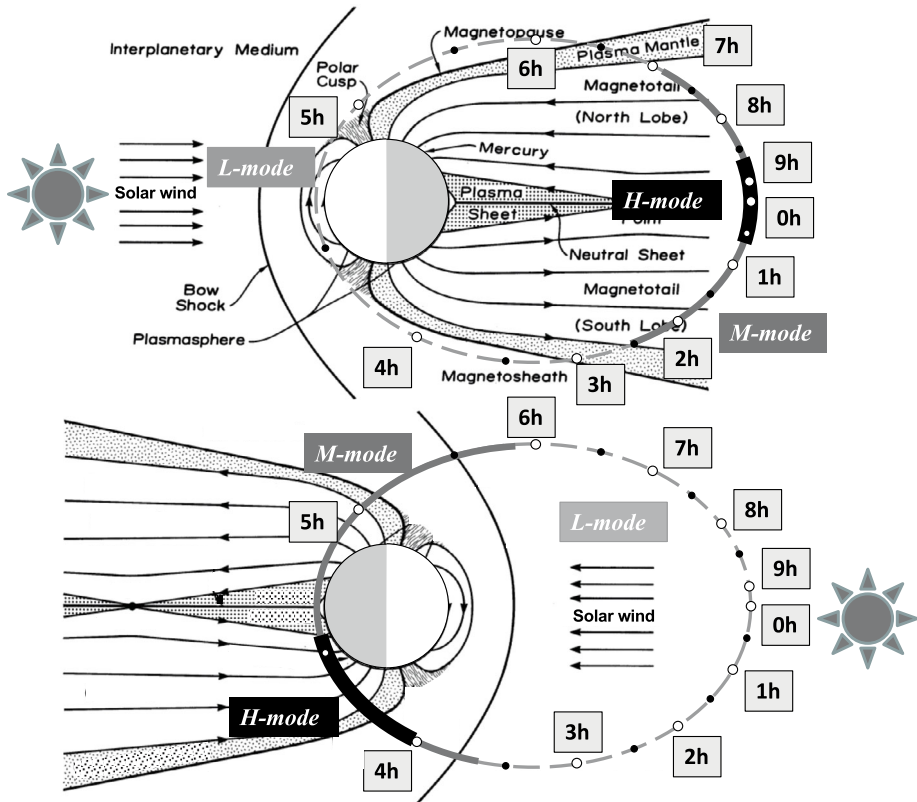 Interplanetary Medium
Magnetopause
Plasma Mantle
7h
6h
Polar
Cusp
Magnetotail
(North Lobe)
8h
5h
Mercury
9h
L-mode
Solar wind
Plasma
Sheet
H-mode
Point
0h
Neutral Sheet
1h
Bow
Shock
Magnetotail
(South Lobe)
M-mode
Plasmasphere
2h
4h
Magnetosheath
3h
6h
M-mode
7h
5h
L-mode
8h
9h
Solar wind
0h
1h
H-mode
3h
2h
4h